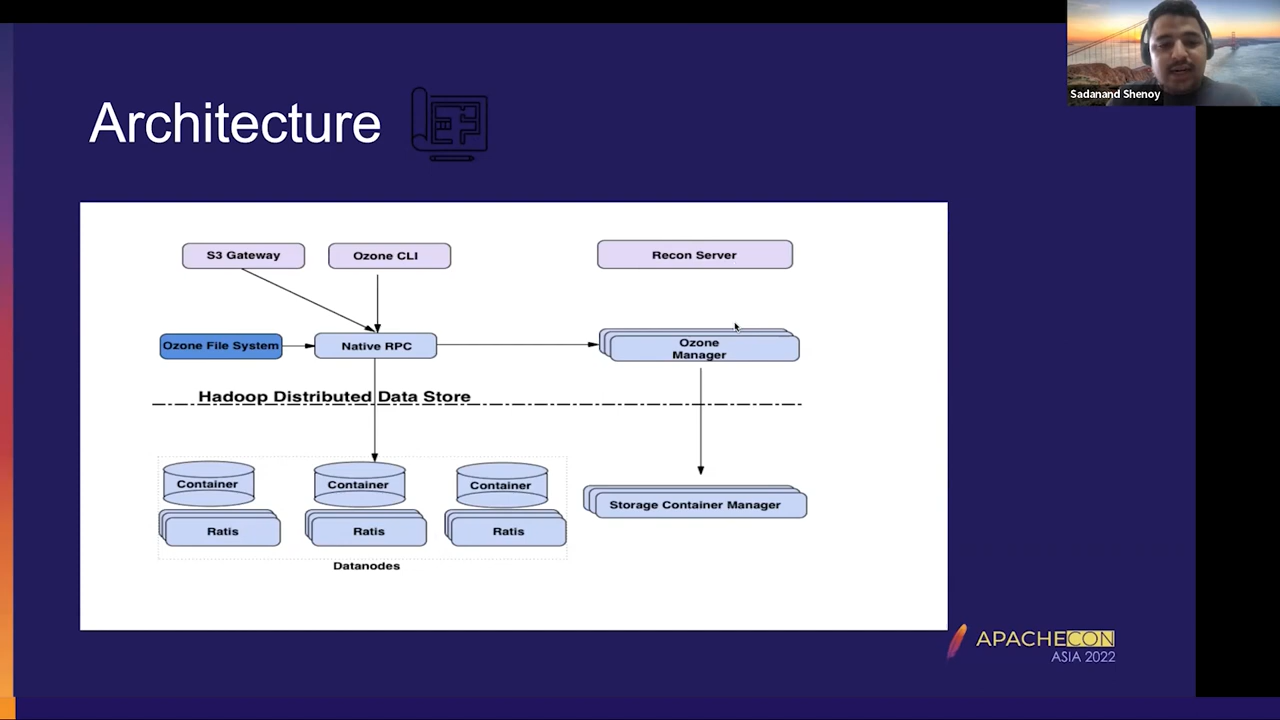 Sadanand Shenoy
Architecture
S3 Gateway
Ozone CLI
Recon Server
Ozone File System
Native RPC
Ozone
Manager
Hadoop Distributed Data Store
Container
Container
Container
Storage Container Manager
Ratis
Ratis
Ratis
Datanodes
APACHECON
ASIA 2022